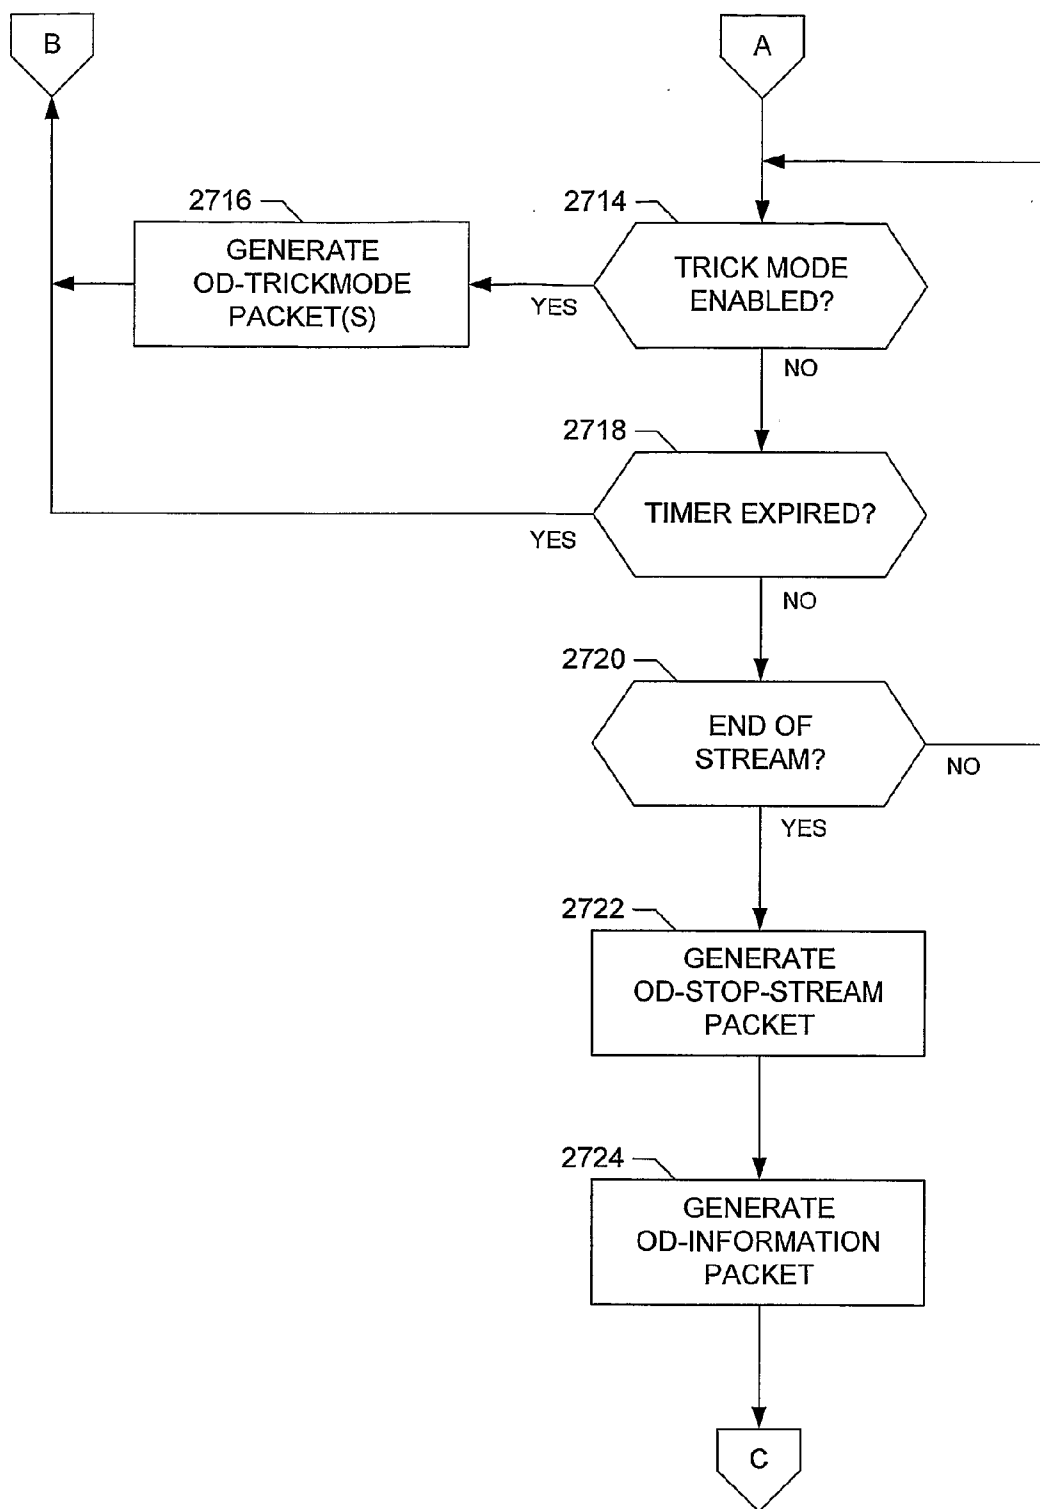 B
A
2716
GENERATE
OD-TRICKMODE
PACKET(S)
2714
TRICK MODE
ENABLED?
YES
NO
2718
TIMER EXPIRED?
YES
NO
2720
END OF
STREAM?
NO
YES
2722
GENERATE
OD-STOP-STREAM
PACKET
2724
GENERATE
OD-INFORMATION
PACKET
C